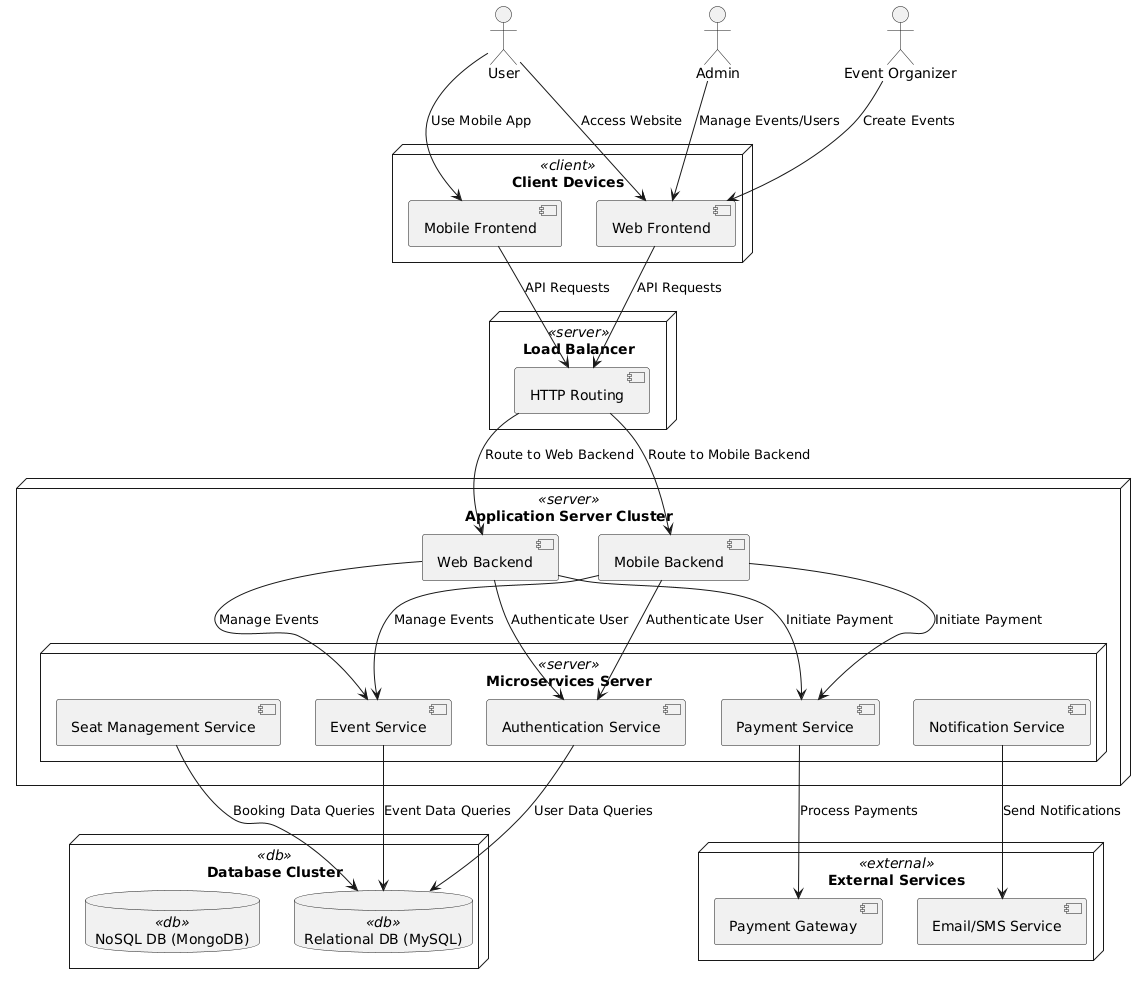 User
Admin
Event Organizer
Use Mobile App
Access Website
Manage Events/Users
Create Events
«client»
Client Devices
Mobile Frontend
Web Frontend
API Requests
API Requests
«server»
Load Balancer
HTTP Routing
Route to Web Backend
Route to Mobile Backend
«server»
Application Server Cluster
Web Backend
Mobile Backend
Manage Events
Manage Events
Authenticate User
Authenticate User
Initiate Payment
Initiate Payment
«server»
Microservices Server
Seat Management Service
Event Service
Authentication Service
Payment Service
Notification Service
Booking Data Queries
Event Data Queries
User Data Queries
Process Payments
Send Notifications
«db»
Database Cluster
«db»
NoSQL DB (MongoDB)
«db»
Relational DB (MySQL)
«external»
External Services
Payment Gateway
Email/SMS Service